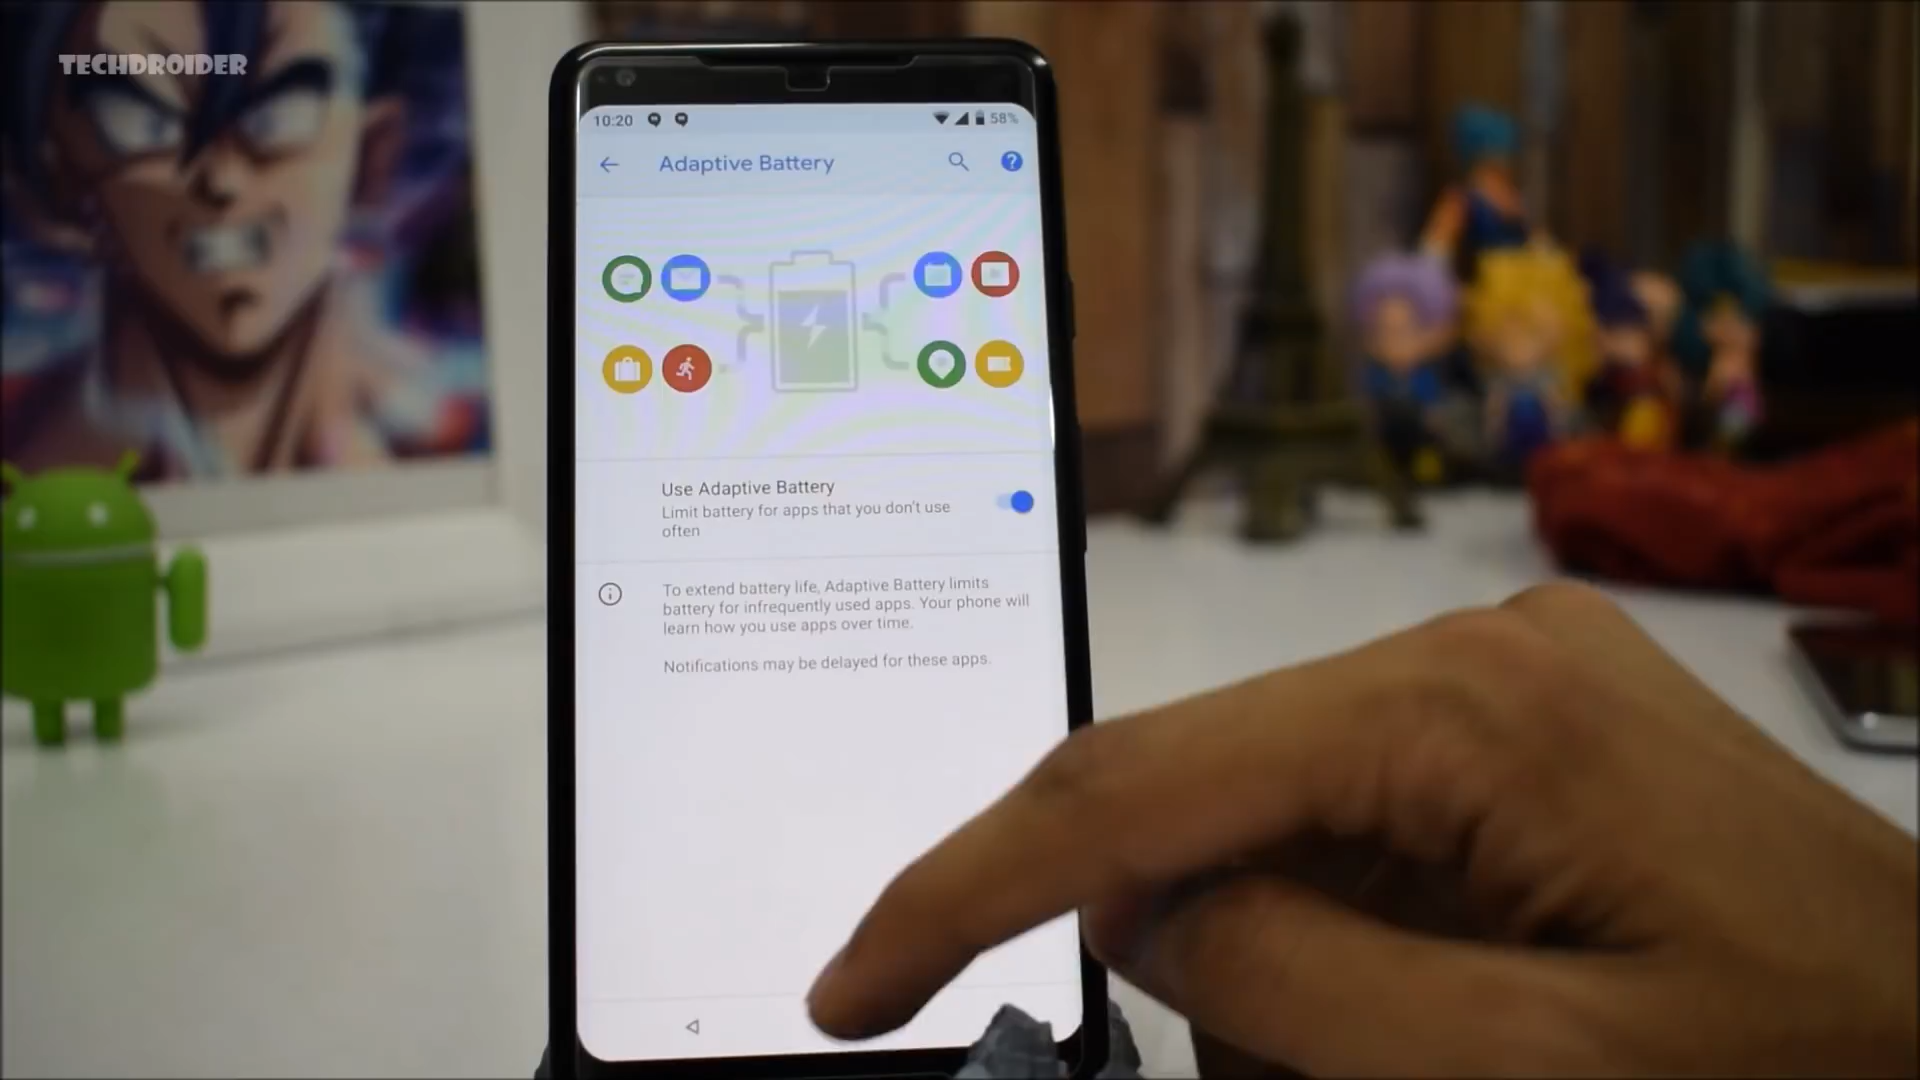 TECHDROIDER
10:20
58%
Adaptive Battery
Use Adaptive Battery
Limit battery for apps that you don't use
often
To extend battery life, Adaptive Battery limits
battery for infrequently used apps. Your phone will
learn how you use apps over time.
Notifications may be delayed for these apps.